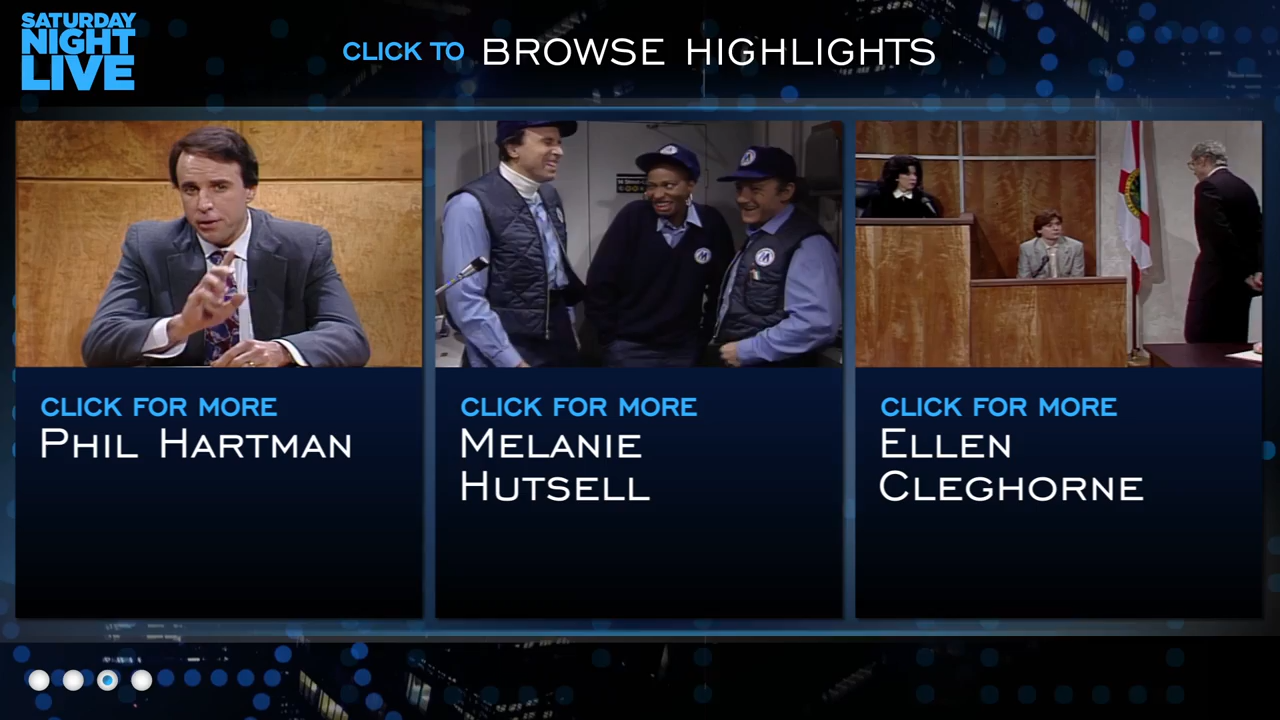 SATURDAY
NIGHT
LIVE
CLICK TO BROWSE HIGHLIGHTS
CLICK FOR MORE
PHIL HARTMAN
CLICK FOR MORE
MELANIE
HUTSELL
CLICK FOR MORE
ELLEN
CLEGHORNE